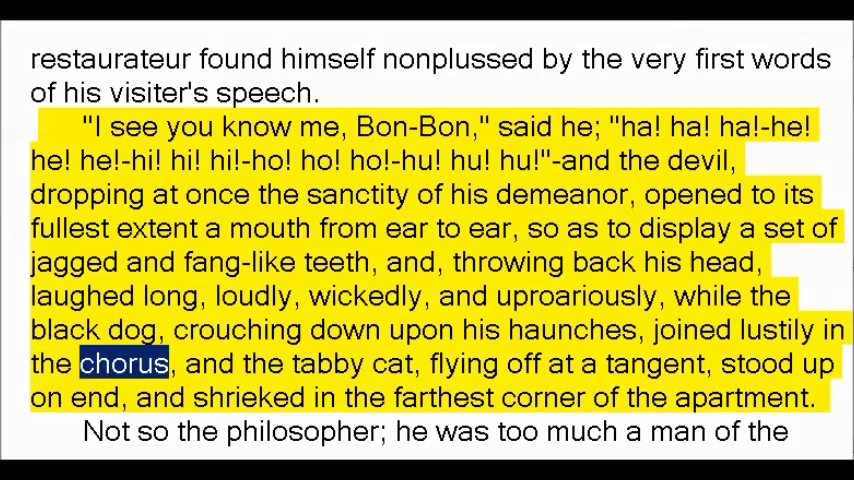 restaurateur found himself nonplussed by the very first words
of his visiter's speech.
"I see you know me, Bon-Bon," said he; "ha! ha! ha!-he!
he! he!-hi! hi! hi!-ho! ho! ho!-hu! hu! hu!"-and the devil,
dropping at once the sanctity of his demeanor, opened to its
fullest extent a mouth from ear to ear, so as to display a set of
jagged and fang-like teeth, and, throwing back his head,
laughed long, loudly, wickedly, and uproariously, while the
black dog, crouching down upon his haunches, joined lustily in
the chorus, and the tabby cat, flying off at a tangent, stood up
on end, and shrieked in the farthest corner of the apartment.
Not so the philosopher; he was too much a man of the